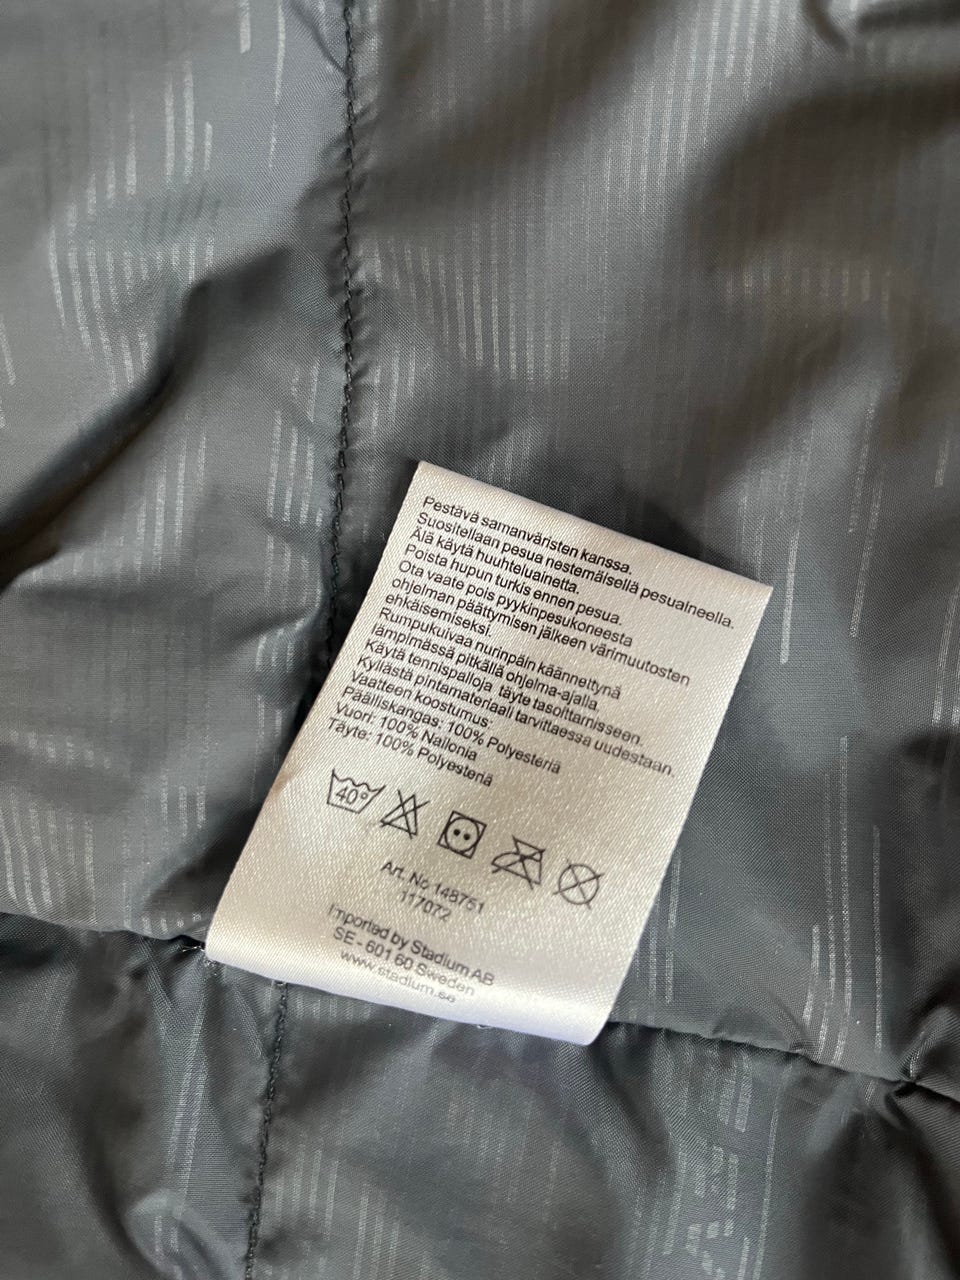 Pestävä samanväristen kanssa.
Suositellaan pesua nestemäisellä pesuaineella.
Älä käytä huuhteluainetta.
Poista hupun turkis ennen pesua.
Ota vaate pois pyykinpesukoneesta
ohjelman päättymisen jälkeen värimuutosten
ehkäisemiseksi.
Rumpukuivaa nurinpäin käännettynä
lämpimässä pitkällä ohjelma-ajalla.
Käytä tennispalloja täyte tasoittamisseen.
Kyllästä pintamateriaali tarvittaessa uudestaan.
Vaatteen koostumus:
Päälliskangas: 100% Polyesteriä
Vuori: 100% Nailonia
Täyte: 100% Polyesteriä
40°
Art. No 148751
117072
Imported by Stadium AB
SE - 601 60 Sweden
www.stadium.se